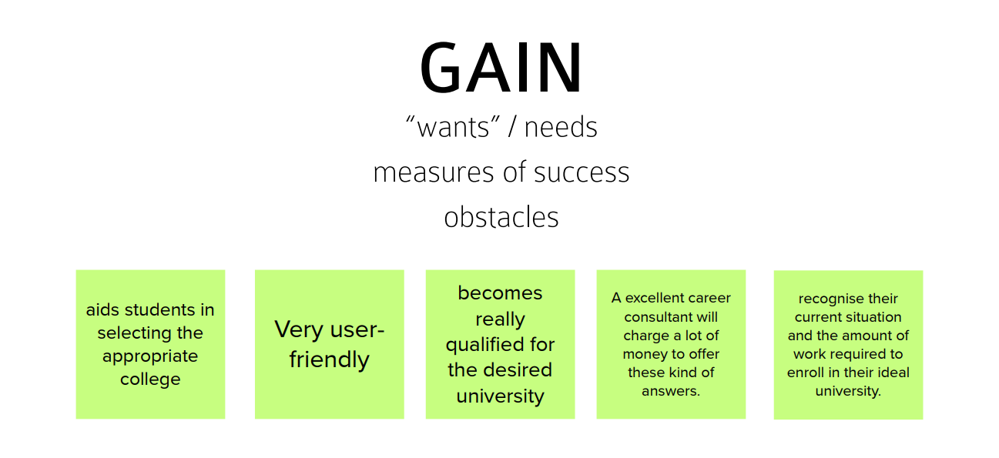 GAIN
“wants” / needs
measures of success
obstacles
aids students in
selecting the
appropriate
college
Very user-
friendly
becomes
really
qualified for
the desired
university
A excellent career
consultant will
charge a lot of
money to offer
these kind of
answers.
recognise their
current situation
and the amount of
work required to
enroll in their ideal
university.